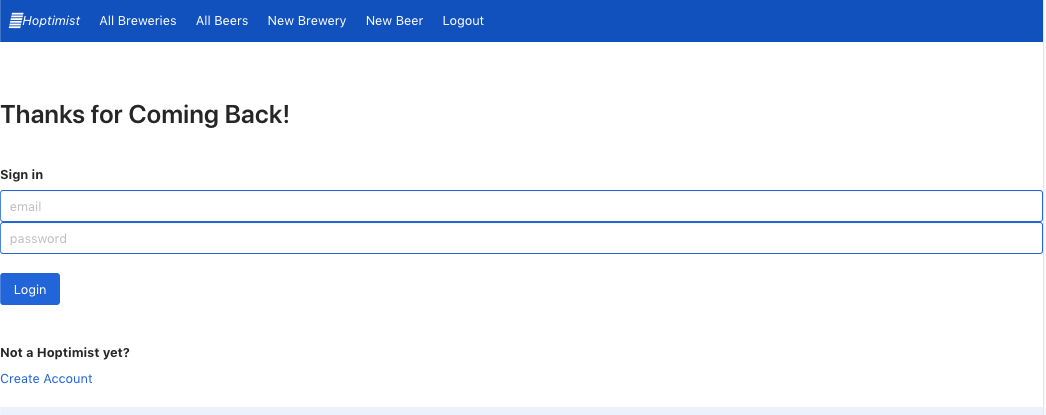 Hoptimist All Breweries All Beers New Brewery New Beer Logout
Thanks for Coming Back!
Sign in
email
password
Login
Not a Hoptimist yet?
Create Account